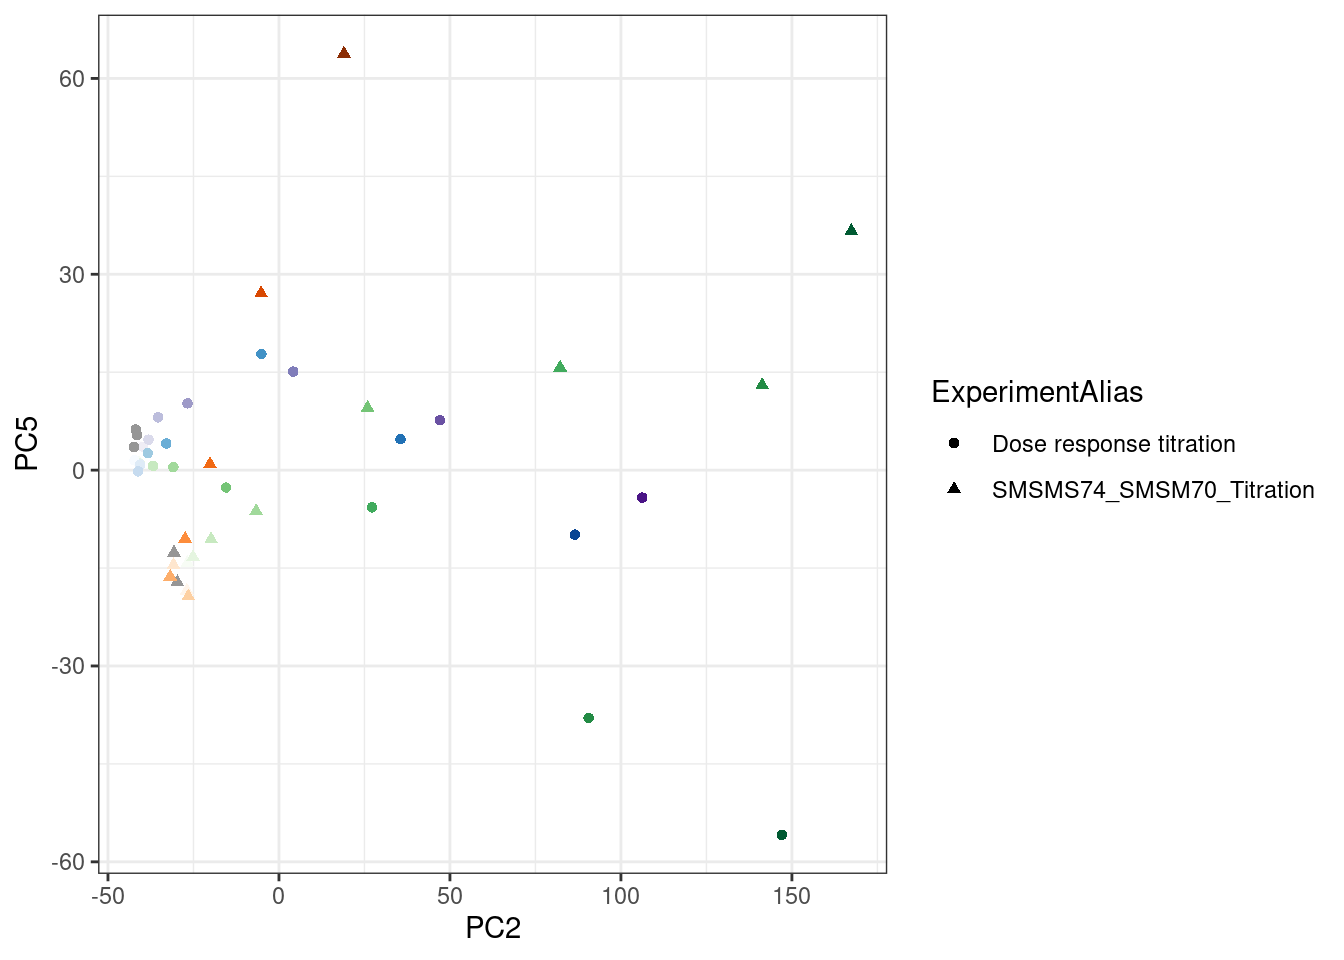 60
30
0
-30
-60
PC5
-50 0 50 100 150
PC2
ExperimentAlias
Dose response titration
SMSMS74_SMSM70_Titration